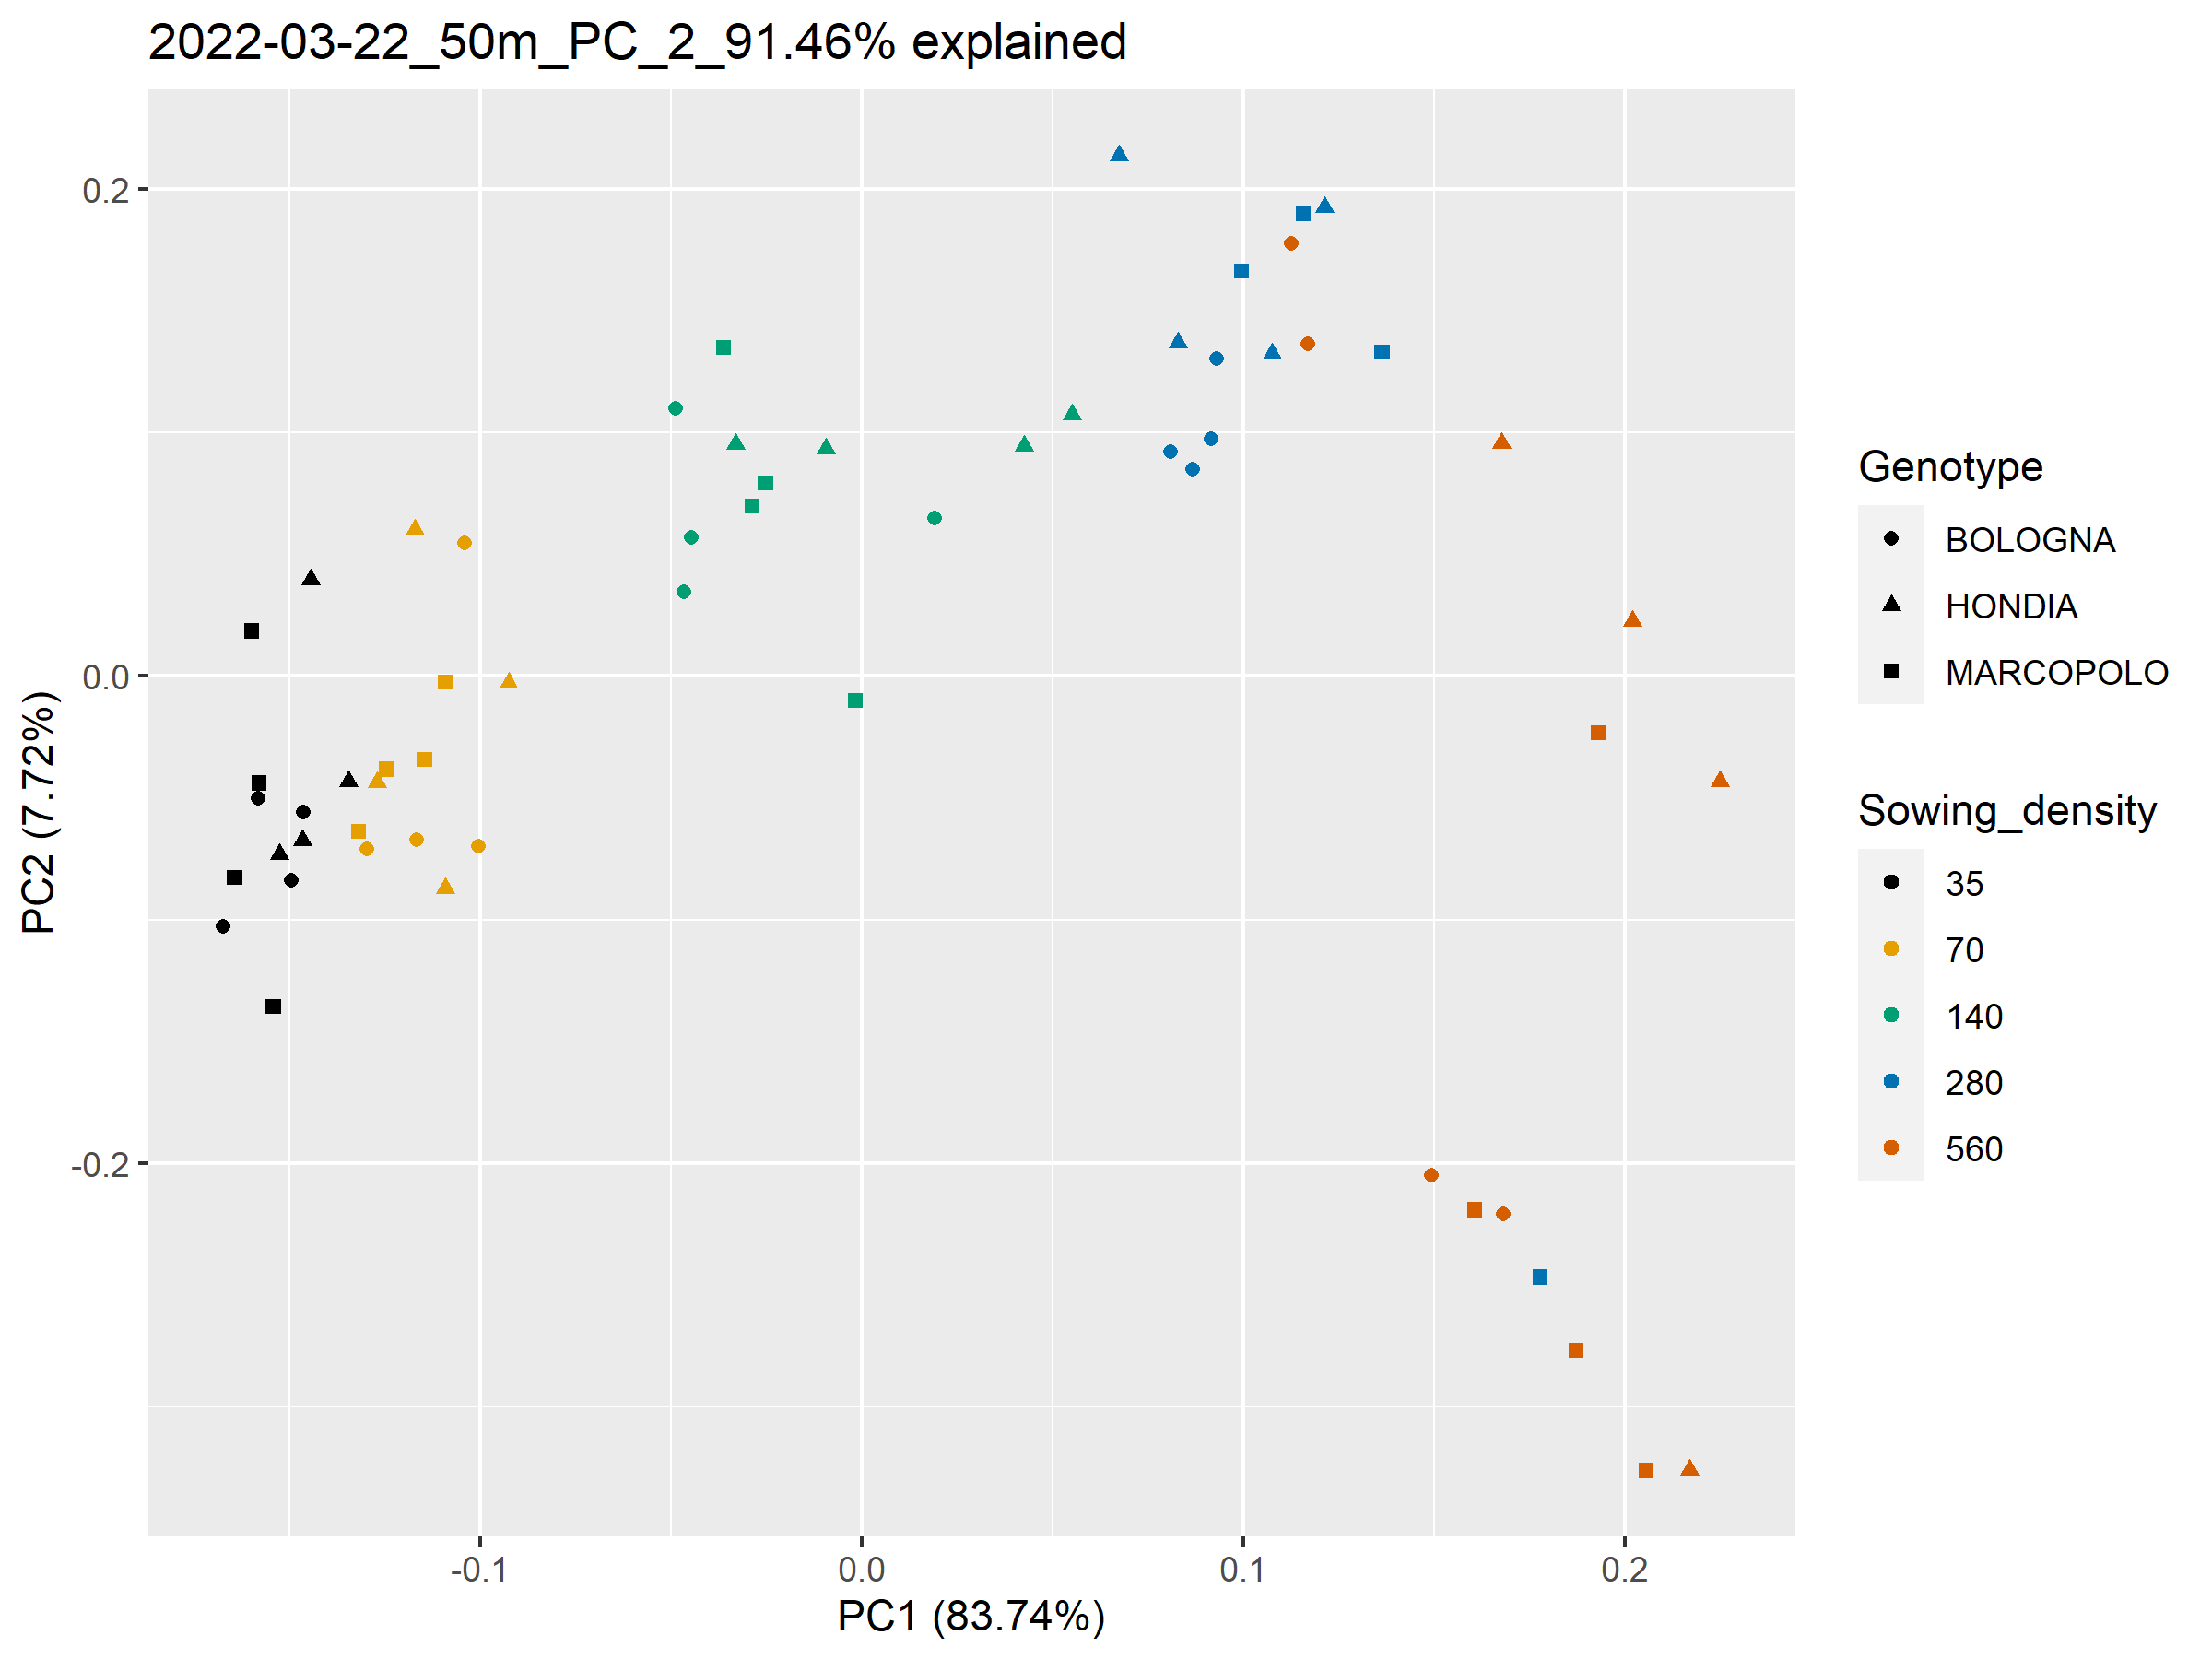 2022-03-22_50m_PC_2_91.46% explained
0.2
0.0
-0.2
PC2 (7.72%)
-0.1
0.0
0.1
0.2
PC1 (83.74%)
Genotype
BOLOGNA
HONDIA
MARCOPOLO
Sowing_density
35
70
140
280
560